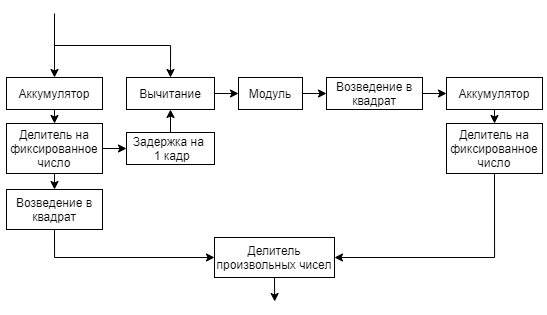 Аккумулятор
Вычитание
Модуль
Возведение в
квадрат
Аккумулятор
Делитель на
фиксированное
число
Задержка на
1 кадр
Делитель на
фиксированное
число
Возведение в
квадрат
Делитель
произвольных чисел